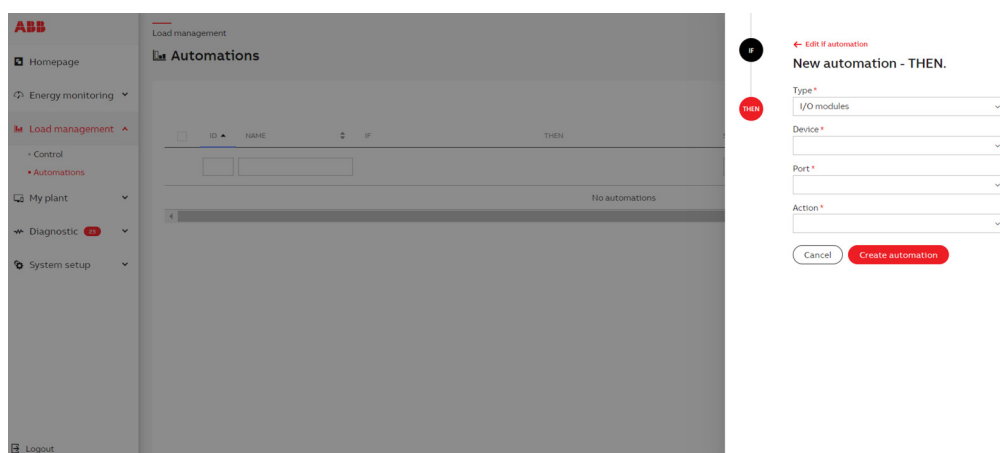 ABB
Homepage
Energy monitoring
Load management
Control
Automations
My plant
Diagnostic 23
System setup
Logout
Load management
Automations
ID NAME IF THEN
No automations
IF
THEN
← Edit If automation
New automation - THEN.
Type *
I/O modules
Device *
Port *
Action *
Cancel Create automation